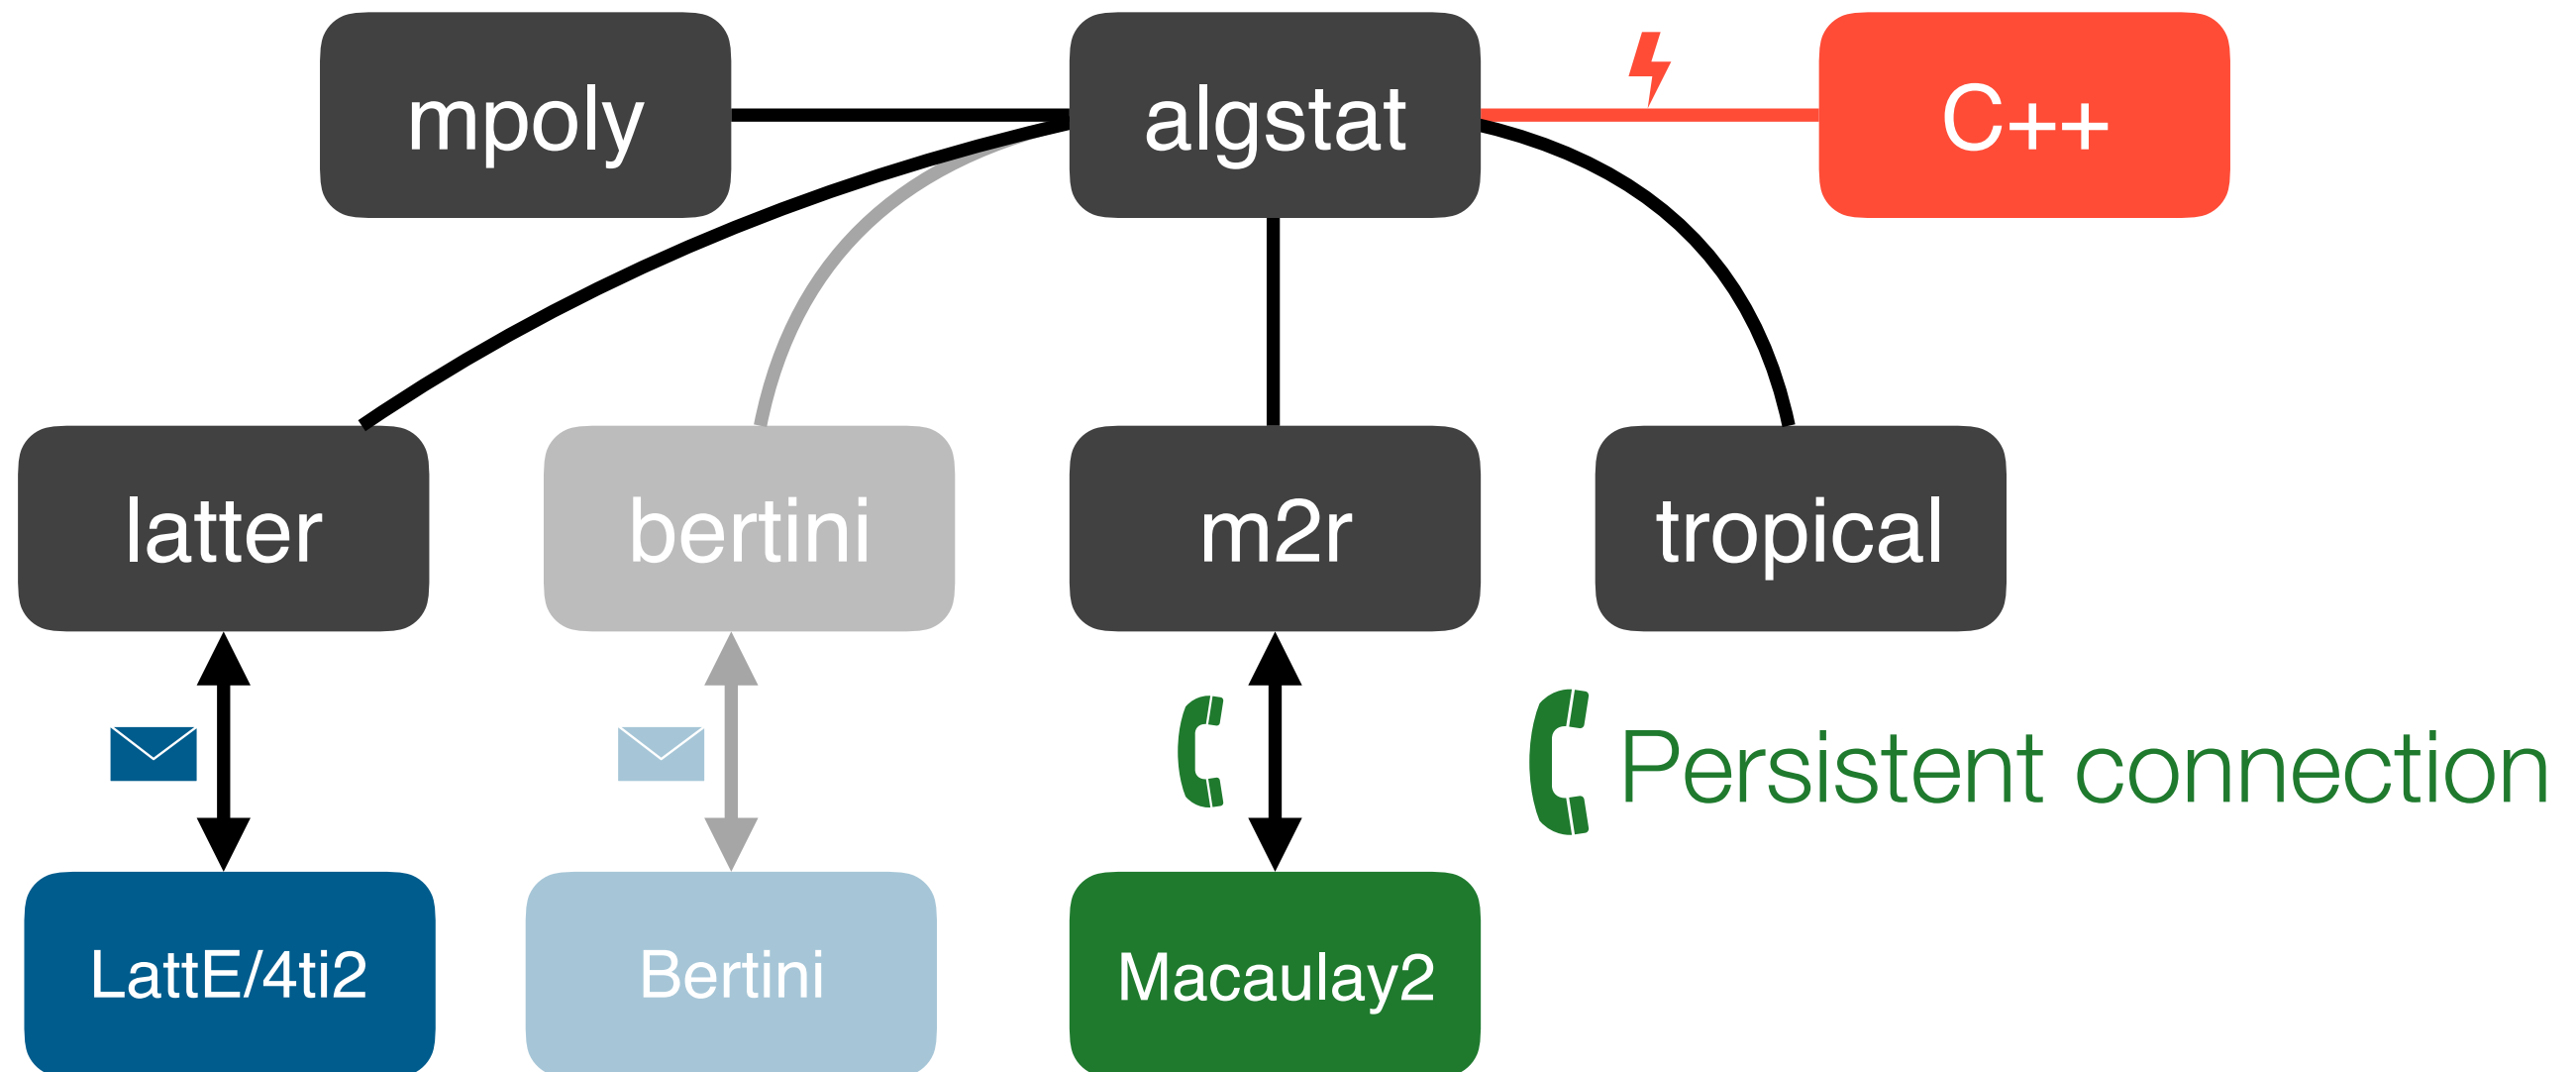 mpoly
algstat
C++
latter
bertini
m2r
tropical
Persistent connection
LattE/4ti2
Bertini
Macaulay2